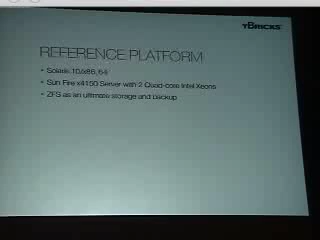 TBRICKS
REFERENCE PLATFORM
• Solaris 10/x86_64
• Sun Fire x4150 Server with 2 Quad-core Intel Xeons
• ZFS as an ultimate storage and backup